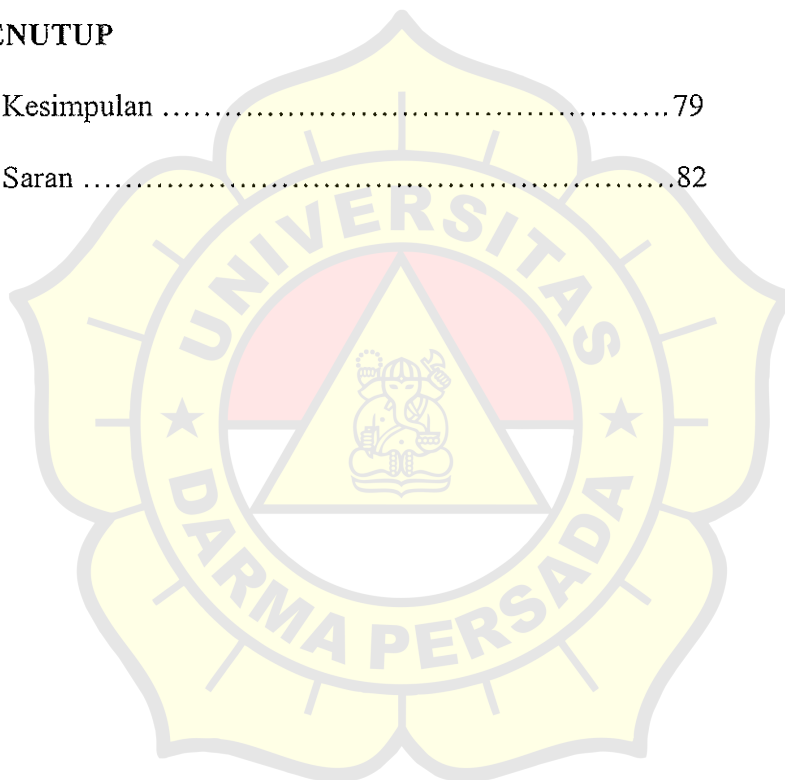 ENUTUP
Kesimpulan ................................................. 79
Saran .........................................................82
UNIVERSITAS
★ ★
DARMA PERSADA